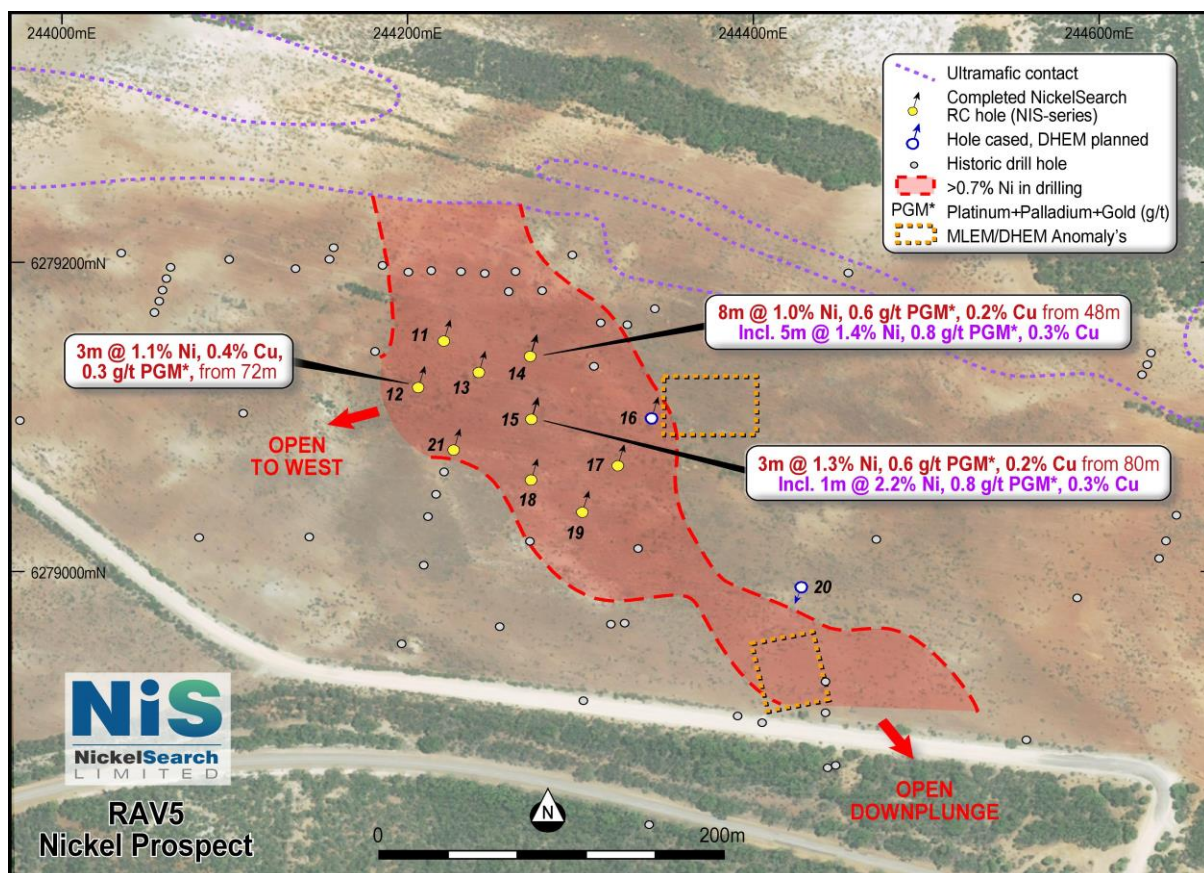 244000mE
244200mE
244400mE
244600mE
Ultramafic contact
Completed NickelSearch
RC hole (NIS-series)
Hole cased, DHEM planned
Historic drill hole
>0.7% Ni in drilling
PGM* Platinum+Palladium+Gold (g/t)
MLEM/DHEM Anomaly's
6279200mN
8m @ 1.0% Ni, 0.6 g/t PGM*, 0.2% Cu from 48m
Incl. 5m @ 1.4% Ni, 0.8 g/t PGM*, 0.3% Cu
3m @ 1.1% Ni, 0.4% Cu,
0.3 g/t PGM*, from 72m
11
14
13
12
15
16
OPEN
TO WEST
21
17
3m @ 1.3% Ni, 0.6 g/t PGM*, 0.2% Cu from 80m
Incl. 1m @ 2.2% Ni, 0.8 g/t PGM*, 0.3% Cu
18
19
6279000mN
20
NiS
NickelSearch
LIMITED
RAV5
Nickel Prospect
N
0
200m
OPEN
DOWNPLUNGE